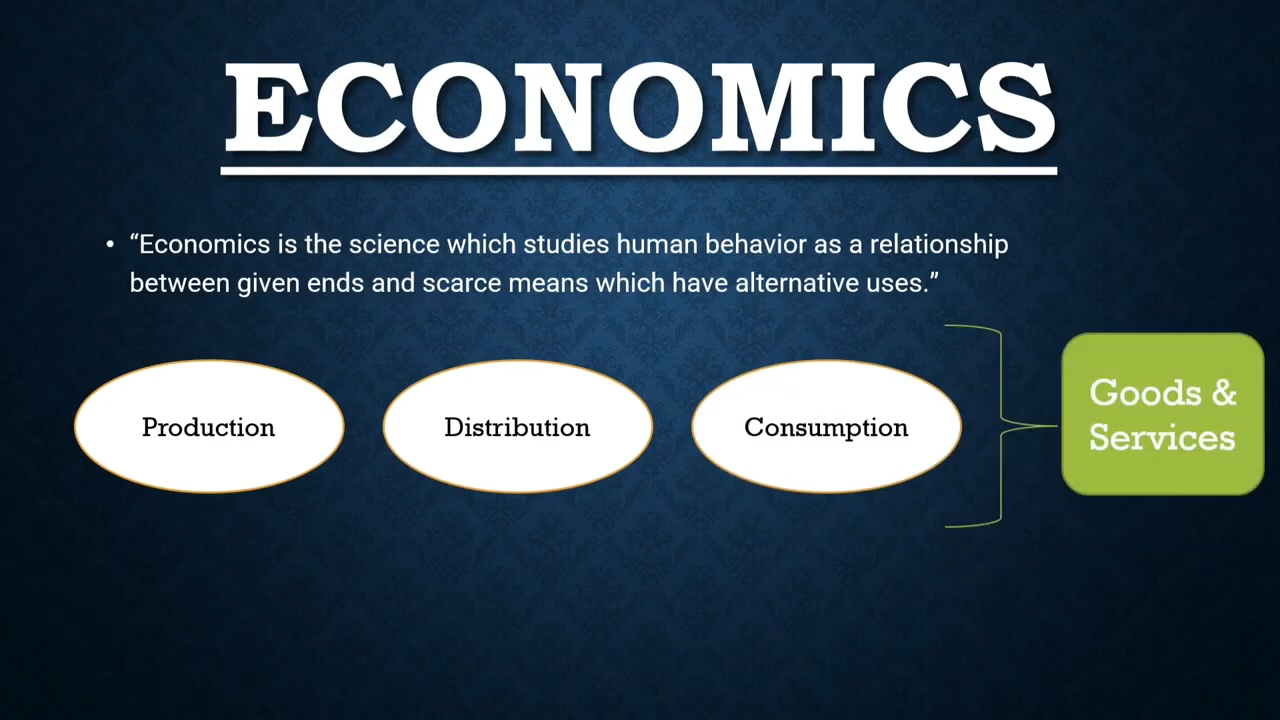 ECONOMICS
• “Economics is the science which studies human behavior as a relationship
between given ends and scarce means which have alternative uses.”
Production
Distribution
Consumption
Goods &
Services